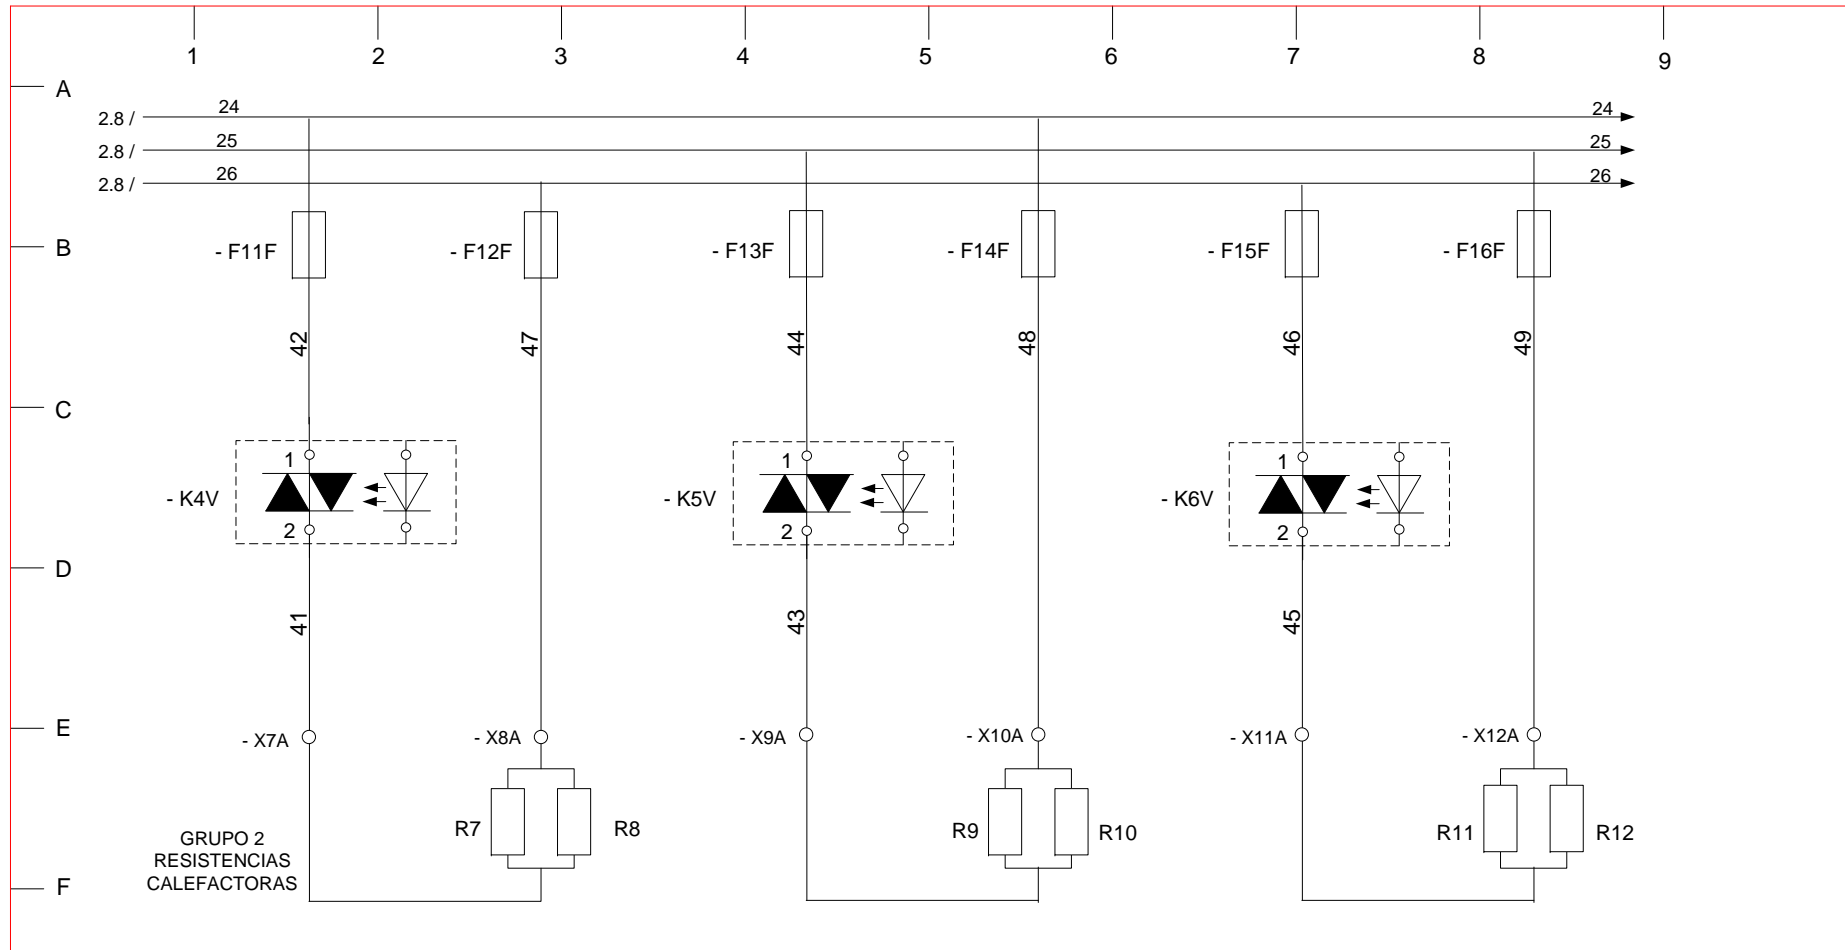 1 2 3 4 5 6 7 8 9
A
24 24
2.8 /
25 25
2.8 /
26 26
2.8 /
B
- F11F - F12F - F13F - F14F - F15F - F16F
42 47 44 48 46 49
C
1 1 1
- K4V - K5V - K6V
2 2 2
D
41 43 45
E
- X7A - X8A - X9A - X10A - X11A - X12A
R7 R8 R9 R10 R11 R12
GRUPO 2
RESISTENCIAS
CALEFACTORAS
F